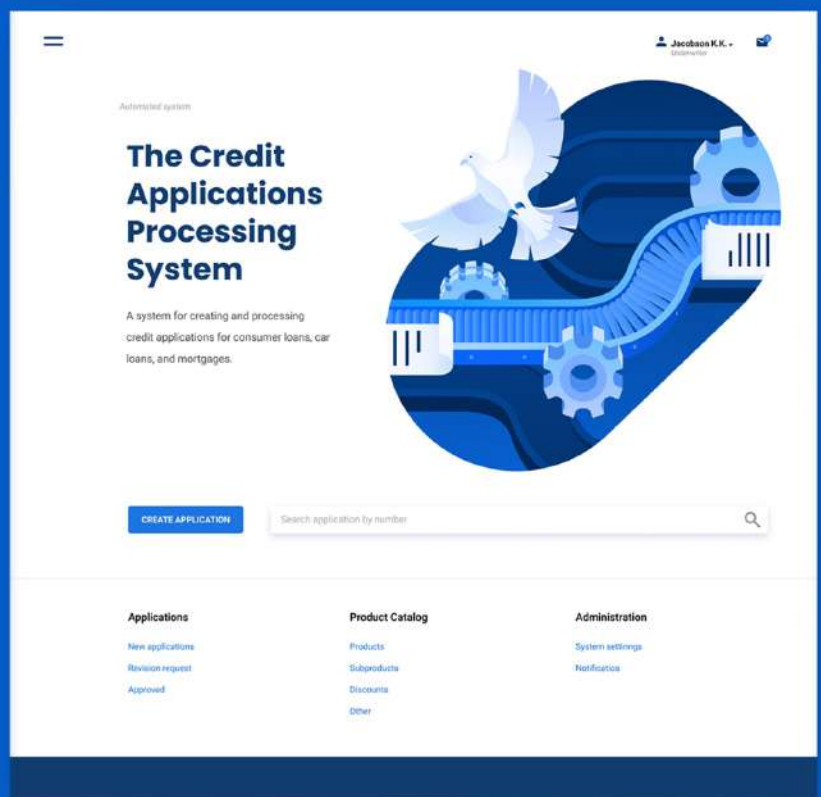 Jacobson K.K.
Underwriter
Automated system
The Credit
Applications
Processing
System
A system for creating and processing
credit applications for consumer loans, car
loans, and mortgages.
CREATE APPLICATION
Search application by number
Applications
New applications
Revision request
Approved
Product Catalog
Products
Subproducts
Discounts
Other
Administration
System settinngs
Notification